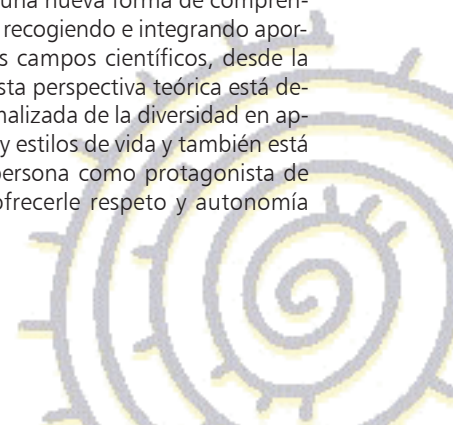 una nueva forma de compren-
recogiendo e integrando apor-
s campos científicos, desde la
sta perspectiva teórica está de-
nalizada de la diversidad en ap-
y estilos de vida y también está
persona como protagonista de
ofrecerle respeto y autonomía